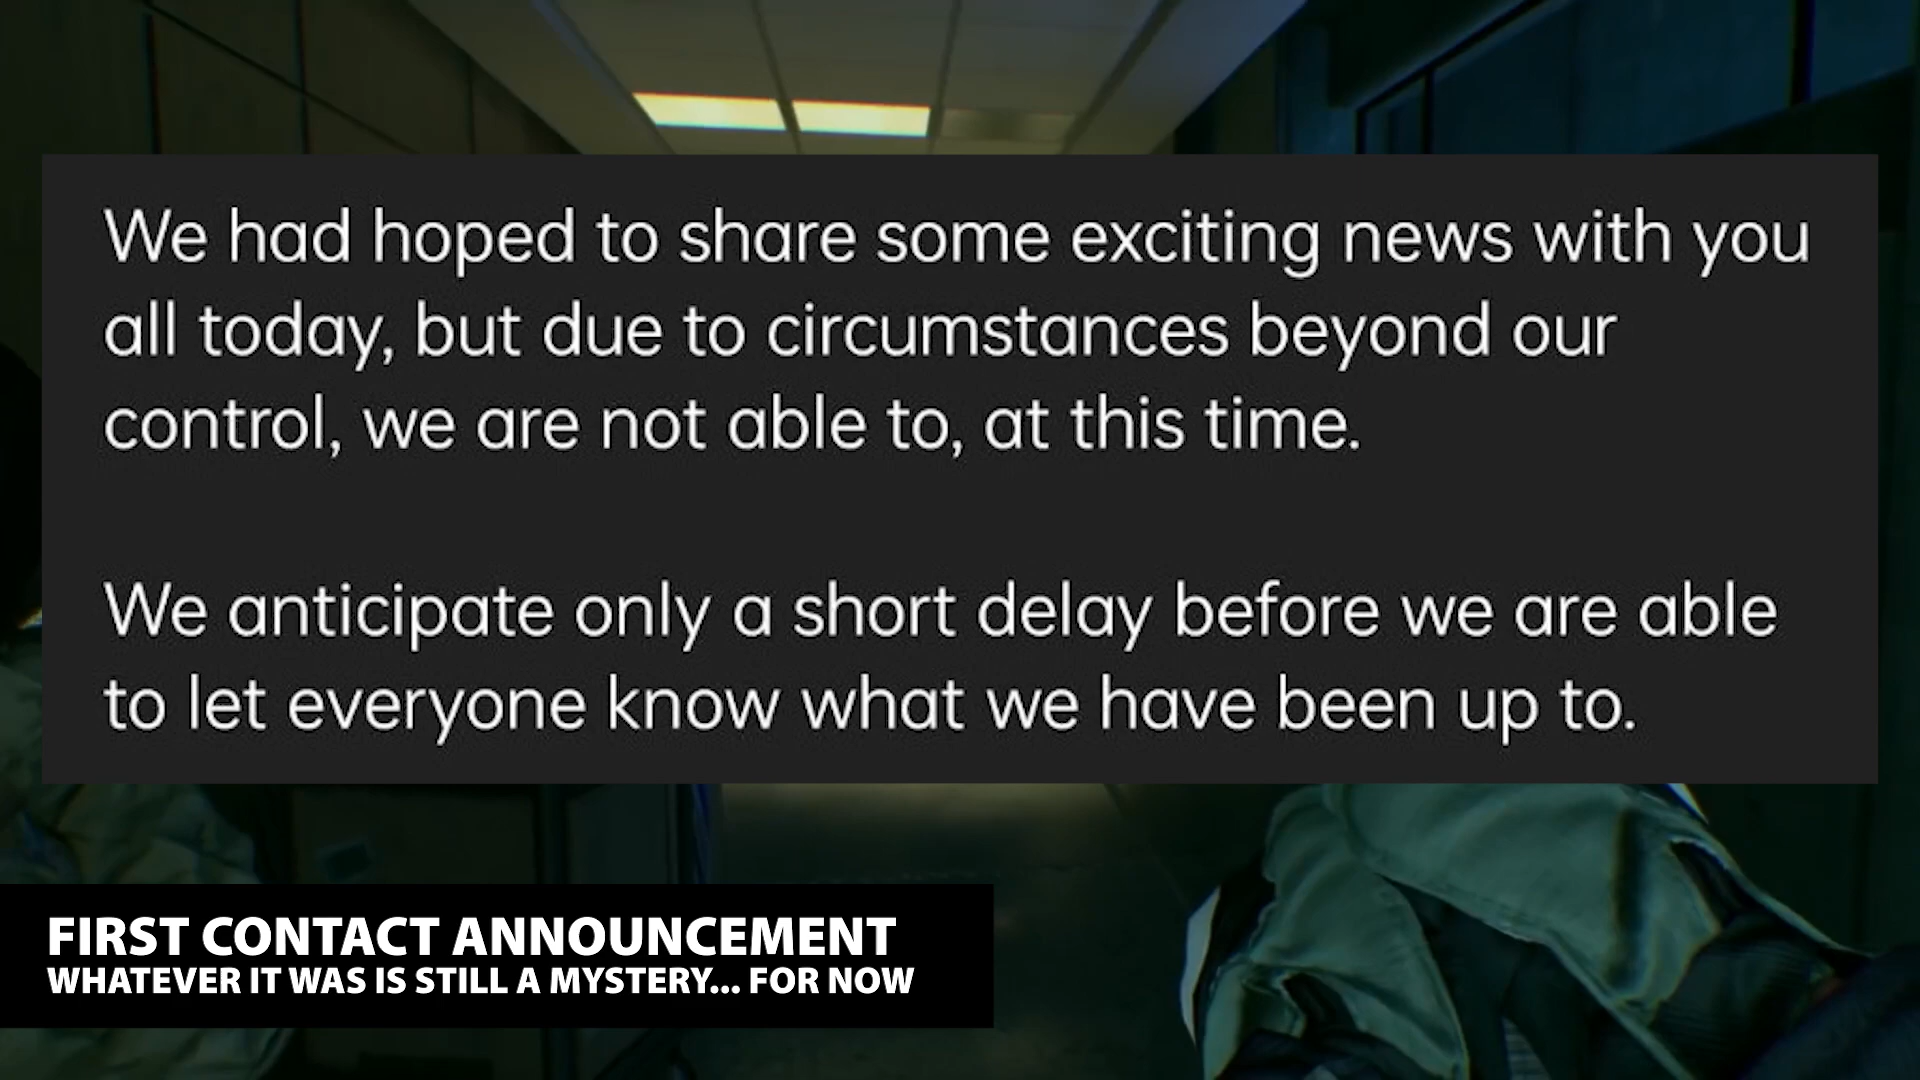 We had hoped to share some exciting news with you
all today, but due to circumstances beyond our
control, we are not able to, at this time.
We anticipate only a short delay before we are able
to let everyone know what we have been up to.
FIRST CONTACT ANNOUNCEMENT
WHATEVER IT WAS IS STILL A MYSTERY... FOR NOW